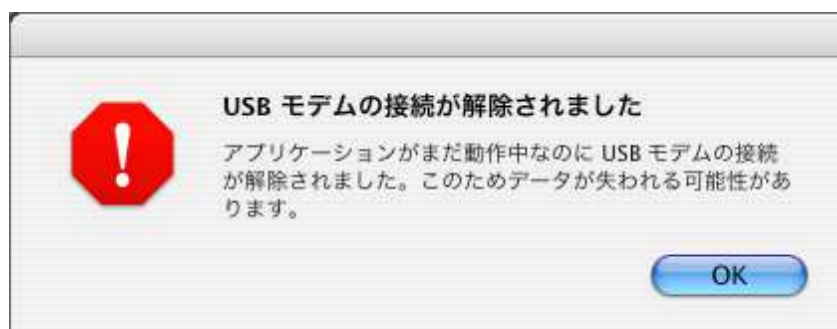 USB モデムの接続が解除されました
アプリケーションがまだ動作中なのに USB モデムの接続
が解除されました。このためデータが失われる可能性があ
ります。
OK